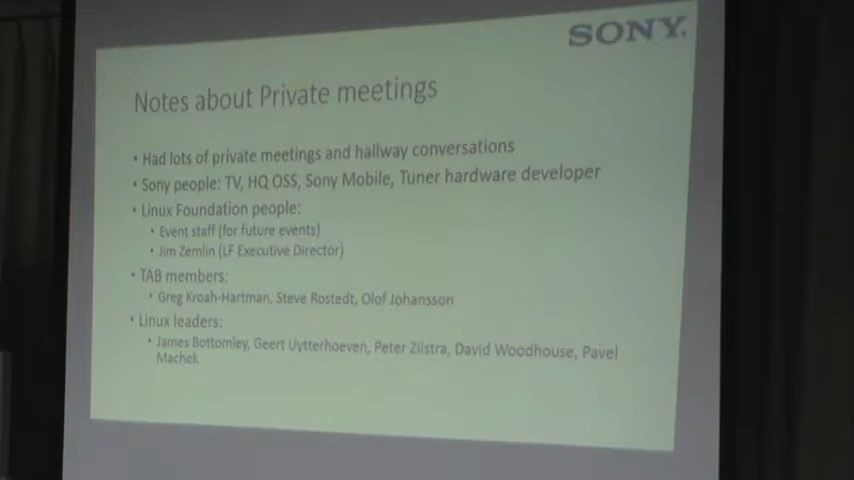 SONY
Notes about Private meetings
• Had lots of private meetings and hallway conversations
• Sony people: TV, HQ OSS, Sony Mobile, Tuner hardware developer
• Linux Foundation people:
• Event staff (for future events)
• Jim Zemlin (LF Executive Director)
• TAB members:
• Greg Kroah-Hartman, Steve Rostedt, Olof Johansson
• Linux leaders:
• James Bottomley, Geert Uytterhoeven, Peter Zilstra, David Woodhouse, Pavel
Machek